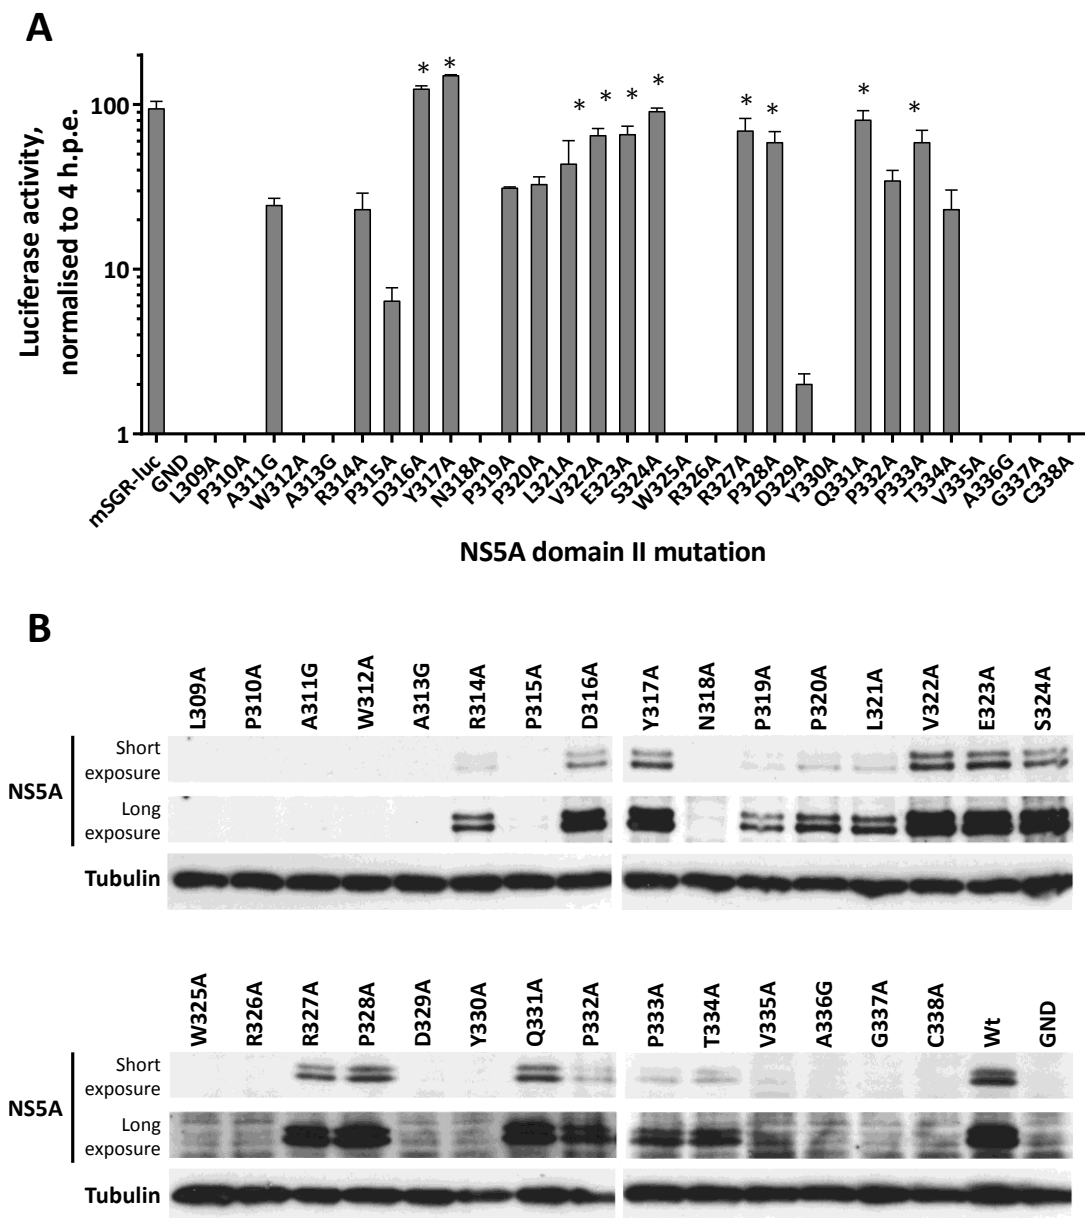 A
Luciferase activity,
normalised to 4 h.p.e.
100
10
1
* * * * * * * * * *
mSGR-luc GND L309A P310A A311G W312A A313G R314A P315A D316A Y317A N318A P319A P320A L321A V322A E323A S324A W325A R326A R327A P328A D329A Y330A Q331A P332A P333A T334A V335A A336G G337A C338A
NS5A domain II mutation
B
L309A P310A A311G W312A A313G R314A P315A D316A Y317A N318A P319A P320A L321A V322A E323A S324A
NS5A
Short
exposure
Long
exposure
Tubulin
W325A R326A R327A P328A D329A Y330A Q331A P332A P333A T334A V335A A336G G337A C338A Wt GND
NS5A
Short
exposure
Long
exposure
Tubulin